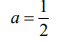 a = 1/2